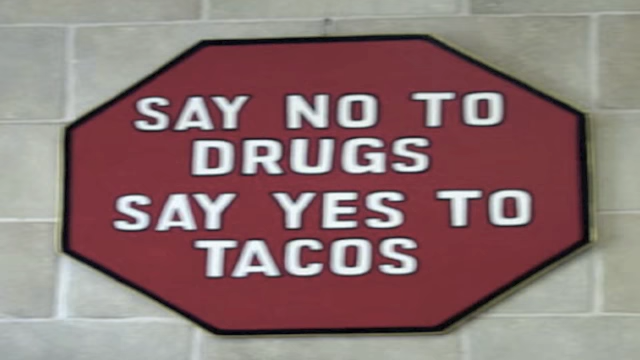 SAY NO TO
DRUGS
SAY YES TO
TACOS